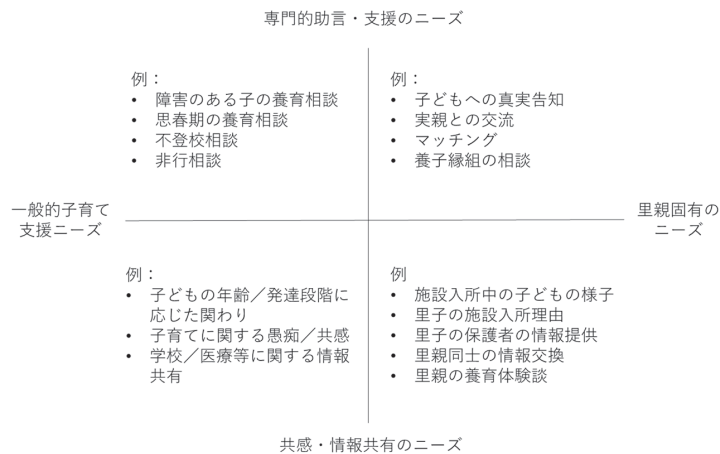 専門的助言・支援のニーズ
例：
• 障害のある子の養育相談
• 思春期の養育相談
• 不登校相談
• 非行相談
例：
• 子どもへの真実告知
• 実親との交流
• マッチング
• 養子縁組の相談
一般的子育て
支援ニーズ
里親固有の
ニーズ
例：
• 子どもの年齢／発達段階に
応じた関わり
• 子育てに関する愚痴／共感
• 学校／医療等に関する情報
共有
例
• 施設入所中の子どもの様子
• 里子の施設入所理由
• 里子の保護者の情報提供
• 里親同士の情報交換
• 里親の養育体験談
共感・情報共有のニーズ